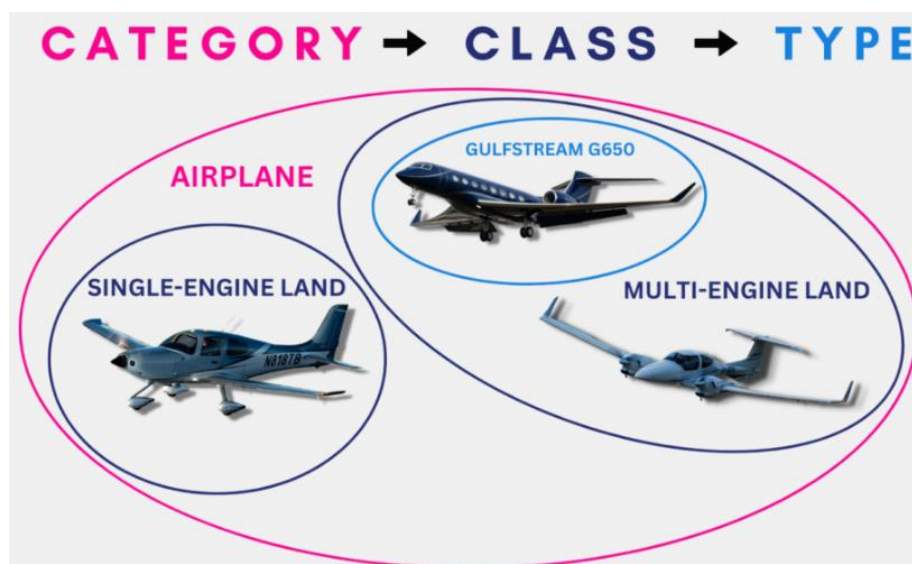 CATEGORY → CLASS → TYPE
GULFSTREAM G650
AIRPLANE
SINGLE-ENGINE LAND
MULTI-ENGINE LAND
N818TB